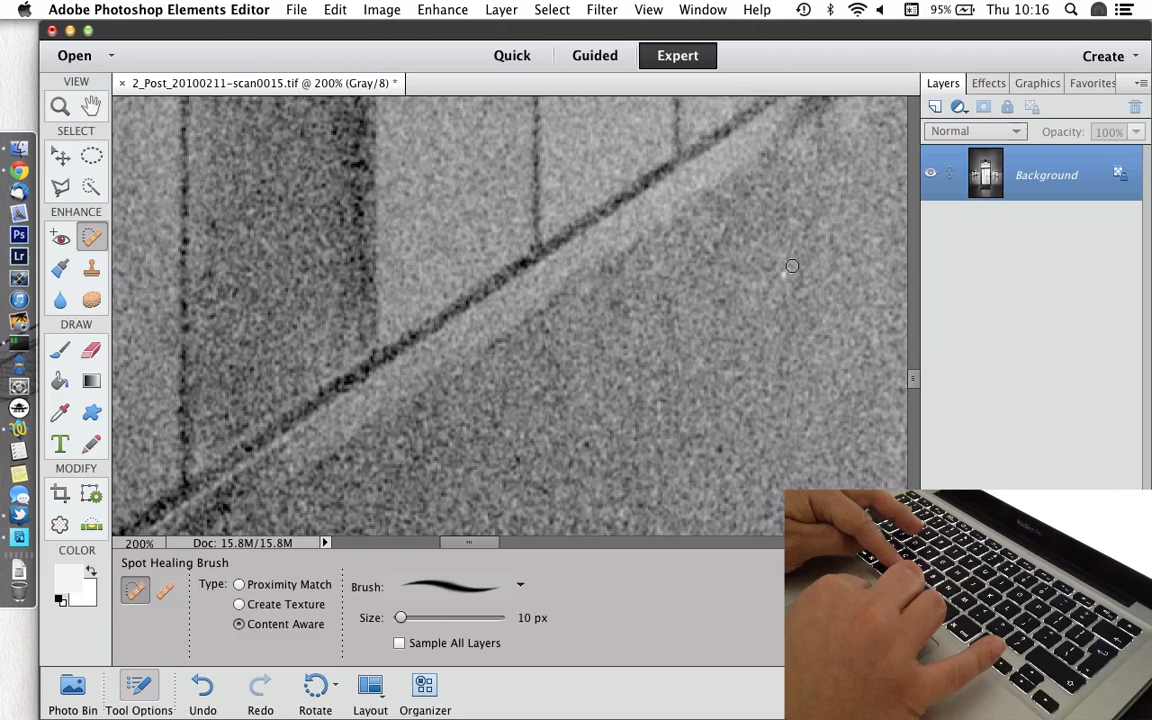 Adobe Photoshop Elements Editor File Edit Image Enhance Layer Select Filter View Window Help 95% Thu 10:16
Open Quick Guided Expert Create
VIEW × 2_Post_20100211-scan0015.tif @ 200% (Gray/8) * Layers Effects Graphics Favorites
SELECT Normal Opacity: 100%
Background
ENHANCE
Ps
Lr
DRAW
T
MODIFY
COLOR 200% Doc: 15.8M/15.8M
Spot Healing Brush
Type: Proximity Match Brush:
Create Texture
Content Aware Size: 10 px
Sample All Layers
Photo Bin Tool Options Undo Redo Rotate Layout Organizer